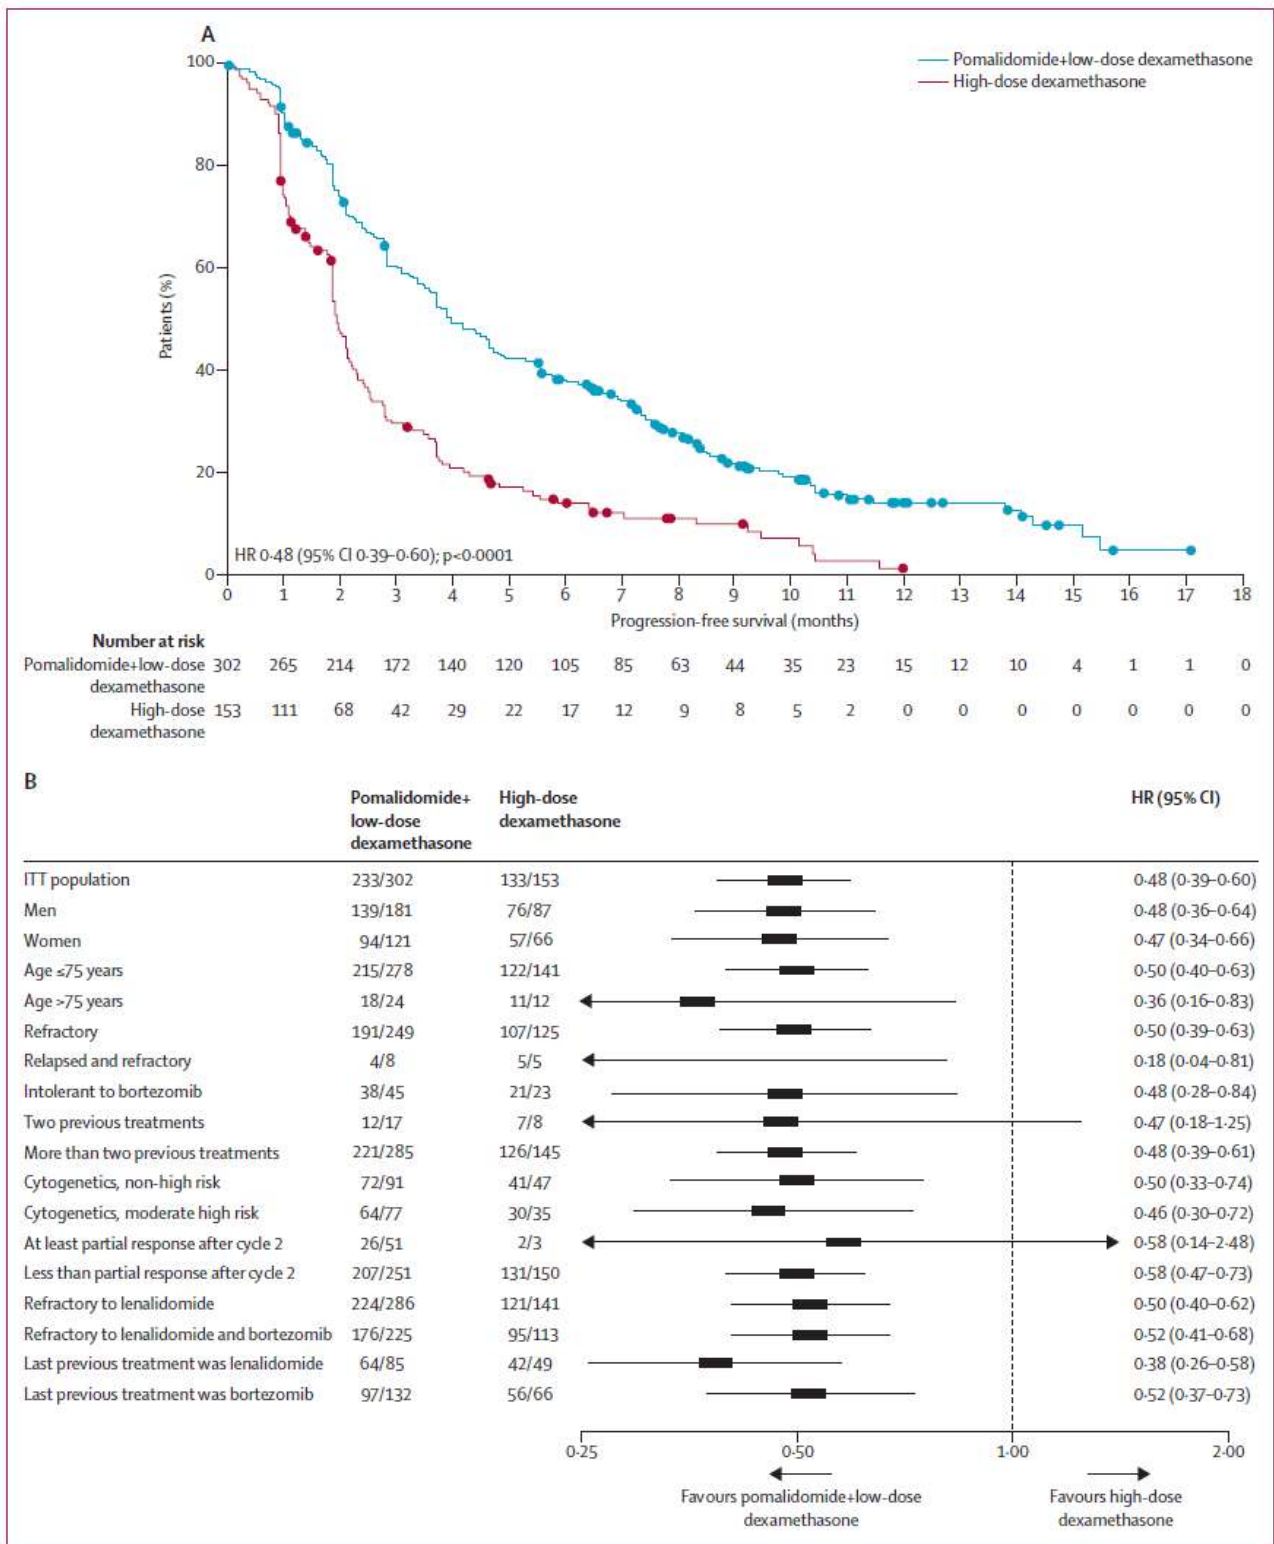 A
Pomalidomide+low-dose dexamethasone
High-dose dexamethasone
100
80
60
40
20
0
Patients (%)
HR 0·48 (95% CI 0·39–0·60); p<0·0001
0 1 2 3 4 5 6 7 8 9 10 11 12 13 14 15 16 17 18
Progression-free survival (months)
Number at risk
Pomalidomide+low-dose 302 265 214 172 140 120 105 85 63 44 35 23 15 12 10 4 1 1 0
dexamethasone
High-dose 153 111 68 42 29 22 17 12 9 8 5 2 0 0 0 0 0 0 0
dexamethasone
B
Pomalidomide+ High-dose HR (95% CI)
low-dose dexamethasone
dexamethasone
ITT population 233/302 133/153 0·48 (0·39–0·60)
Men 139/181 76/87 0·48 (0·36–0·64)
Women 94/121 57/66 0·47 (0·34–0·66)
Age ≤75 years 215/278 122/141 0·50 (0·40–0·63)
Age >75 years 18/24 11/12 0·36 (0·16–0·83)
Refractory 191/249 107/125 0·50 (0·39–0·63)
Relapsed and refractory 4/8 5/5 0·18 (0·04–0·81)
Intolerant to bortezomib 38/45 21/23 0·48 (0·28–0·84)
Two previous treatments 12/17 7/8 0·47 (0·18–1·25)
More than two previous treatments 221/285 126/145 0·48 (0·39–0·61)
Cytogenetics, non-high risk 72/91 41/47 0·50 (0·33–0·74)
Cytogenetics, moderate high risk 64/77 30/35 0·46 (0·30–0·72)
At least partial response after cycle 2 26/51 2/3 0·58 (0·14–2·48)
Less than partial response after cycle 2 207/251 131/150 0·58 (0·47–0·73)
Refractory to lenalidomide 224/286 121/141 0·50 (0·40–0·62)
Refractory to lenalidomide and bortezomib 176/225 95/113 0·52 (0·41–0·68)
Last previous treatment was lenalidomide 64/85 42/49 0·38 (0·26–0·58)
Last previous treatment was bortezomib 97/132 56/66 0·52 (0·37–0·73)
0·25 0·50 1·00 2·00
Favours pomalidomide+low-dose Favours high-dose
dexamethasone dexamethasone